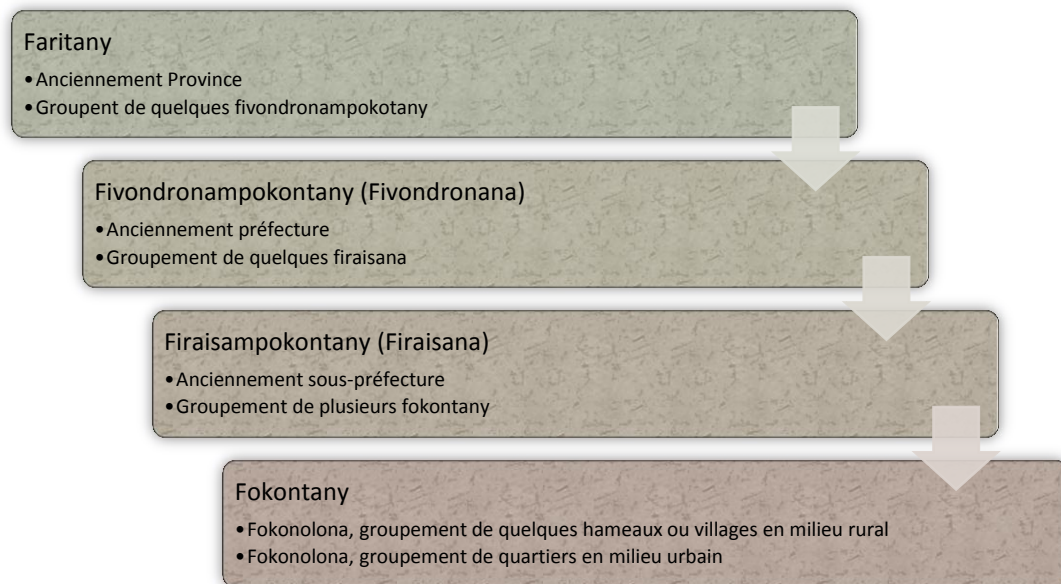 Faritany
•Anciennement Province
•Groupent de quelques fivondronampokotany
Fivondronampokontany (Fivondronana)
•Anciennement préfecture
•Groupement de quelques firaisana
Firaisampokontany (Firaisana)
•Anciennement sous-préfecture
•Groupement de plusieurs fokontany
Fokontany
•Fokonolona, groupement de quelques hameaux ou villages en milieu rural
•Fokonolona, groupement de quartiers en milieu urbain